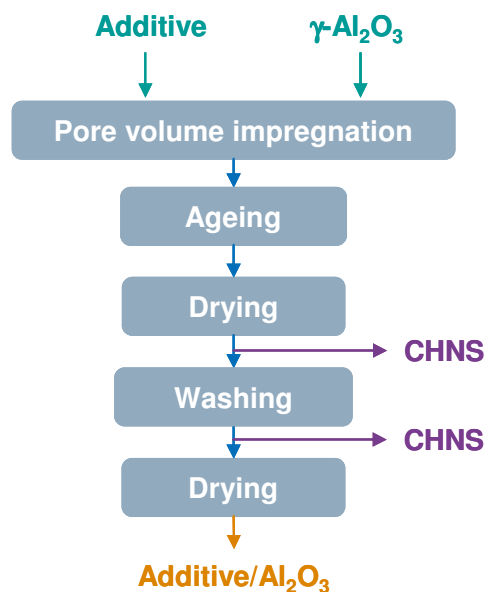 Additive γ-Al₂O₃
Pore volume impregnation
Ageing
Drying
CHNS
Washing
CHNS
Drying
Additive/Al₂O₃